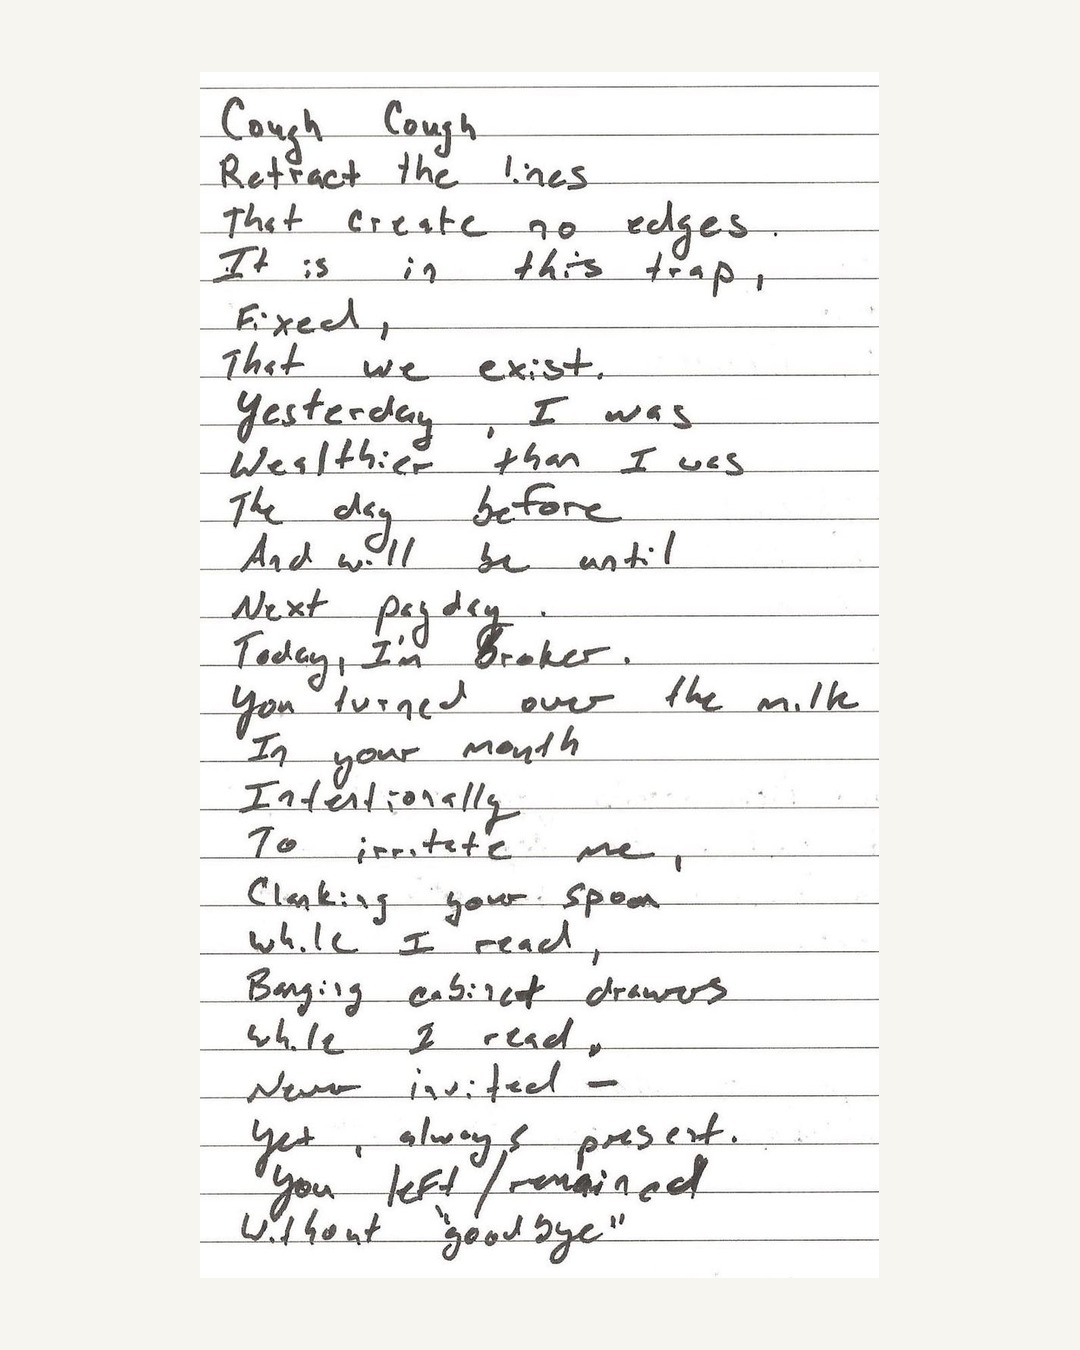 Cough Cough
Retract the lines
That create no edges.
It is in this trap,
Fixed,
That we exist.
Yesterday, I was
Wealthier than I was
The day before
And will be until
Next payday.
Today, I'm Broker.
You turned over the milk
In your mouth
Intentionally
To irritate me,
Clanking your spoon
While I read,
Banging cabinet drawers
While I read.
Never invited –
Yet, always present.
You left/remained
Without "goodbye"